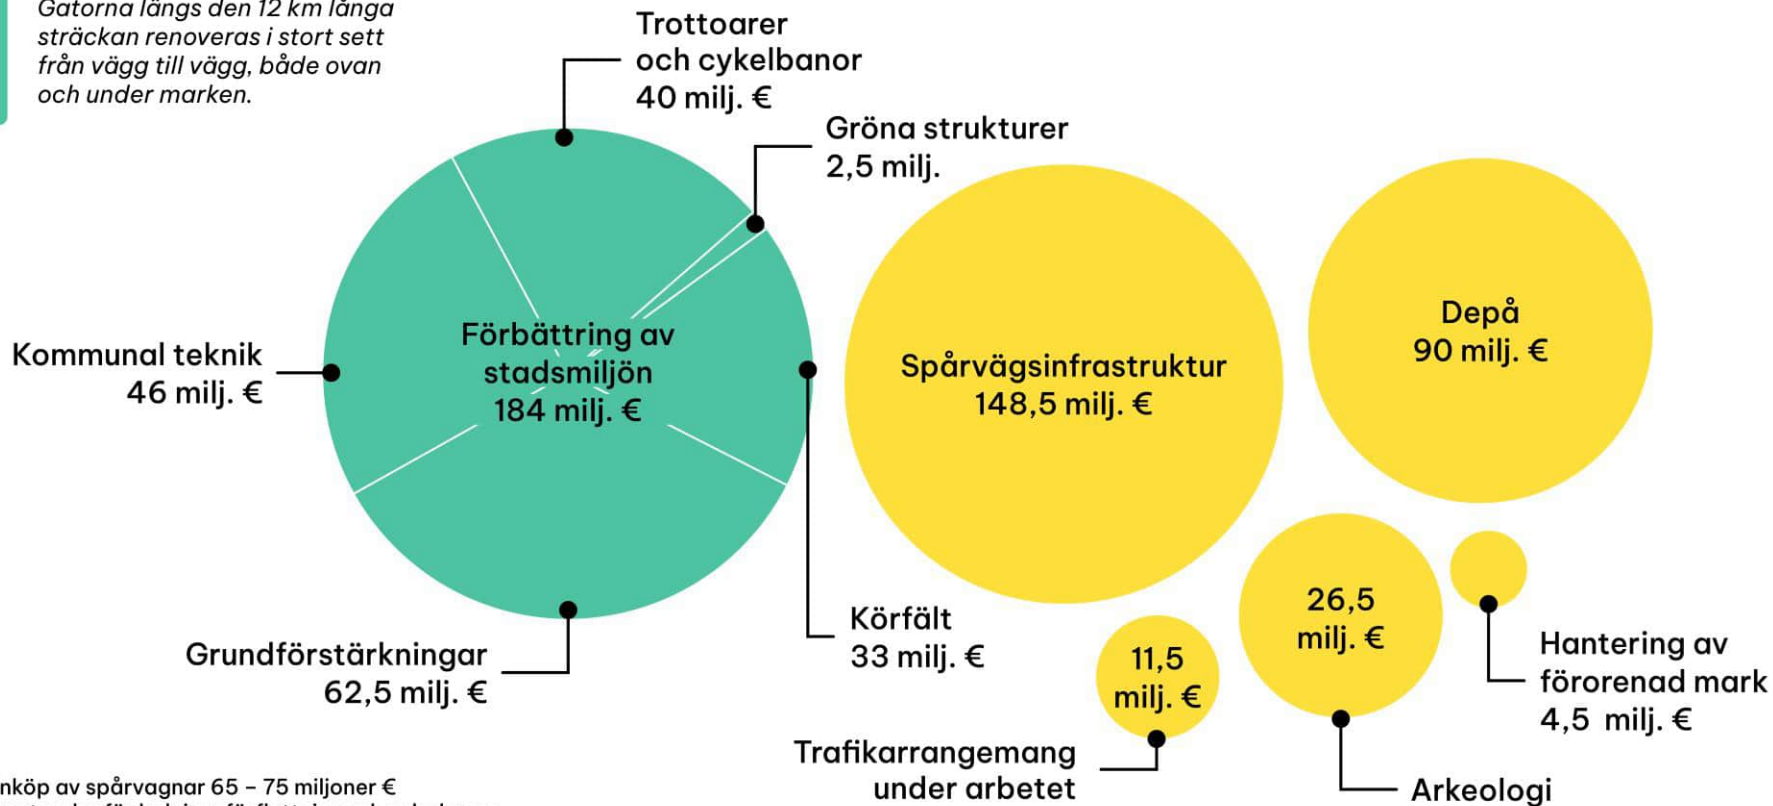 Gatorna längs den 12 km långa
sträckan renoveras i stort sett
från vägg till vägg, både ovan
och under marken.
Trottoarer
och cykelbanor
40 milj. €
Gröna strukturer
2,5 milj.
Kommunal teknik
46 milj. €
Förbättring av
stadsmiljön
184 milj. €
Spårvägsinfrastruktur
148,5 milj. €
Depå
90 milj. €
Grundförstärkningar
62,5 milj. €
Körfält
33 milj. €
11,5
milj. €
Trafikarrangemang
under arbetet
26,5
milj. €
Arkeologi
Hantering av
förorenad mark
4,5 milj. €
nköp av spårvagnar 65 – 75 miljoner €